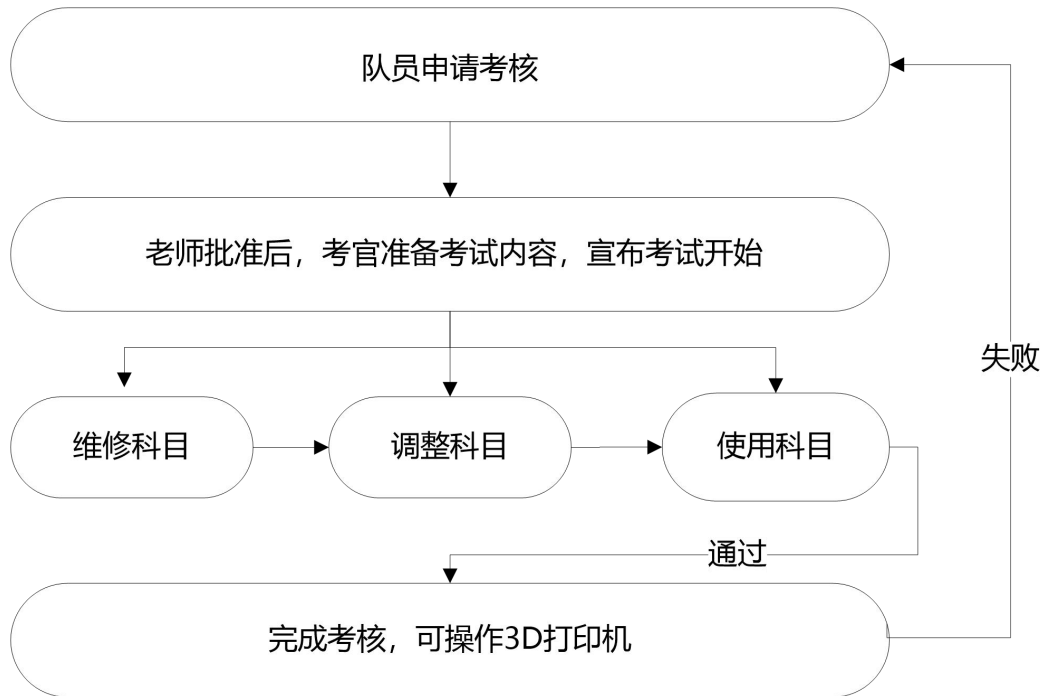 队员申请考核
老师批准后，考官准备考试内容，宣布考试开始
失败
维修科目
调整科目
使用科目
通过
完成考核，可操作3D打印机